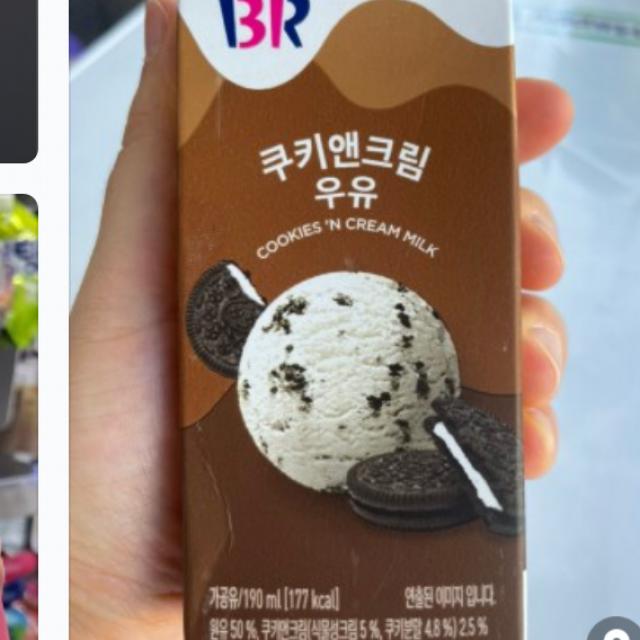 BR
쿠키앤크림
우유
COOKIES 'N CREAM MILK
가공유/190 ml [177 kcal]
연출된 이미지 입니다.
원유 50 %, 쿠키앤크림(식물성크림 5 %, 쿠키분말 4.8 %) 2.5 %